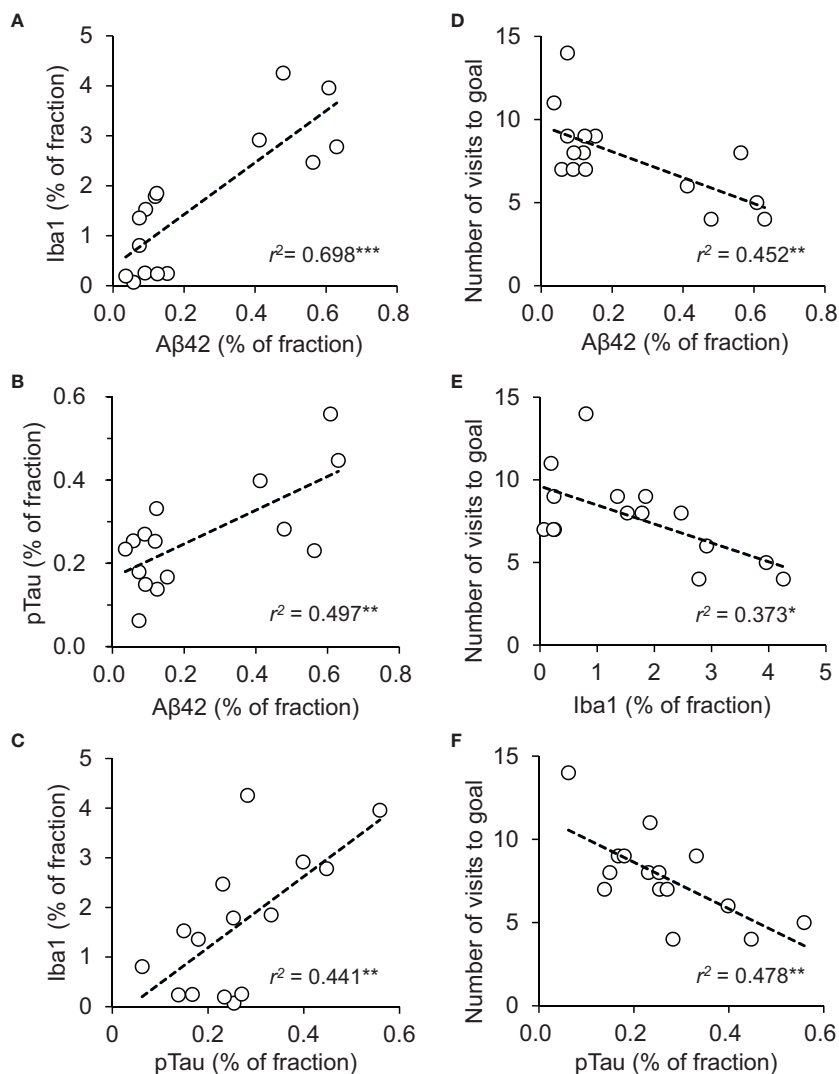 A
Iba1 (% of fraction)
5
4
3
2
1
0
r² = 0.698***
0.0 0.2 0.4 0.6 0.8
Aβ42 (% of fraction)
B
pTau (% of fraction)
0.6
0.4
0.2
0.0
r² = 0.497**
0.0 0.2 0.4 0.6 0.8
Aβ42 (% of fraction)
C
Iba1 (% of fraction)
5
4
3
2
1
0
r² = 0.441**
0 0.2 0.4 0.6
pTau (% of fraction)
D
Number of visits to goal
15
10
5
0
r² = 0.452**
0.0 0.2 0.4 0.6 0.8
Aβ42 (% of fraction)
E
Number of visits to goal
15
10
5
0
r² = 0.373*
0 1 2 3 4 5
Iba1 (% of fraction)
F
Number of visits to goal
15
10
5
0
r² = 0.478**
0.0 0.2 0.4 0.6
pTau (% of fraction)